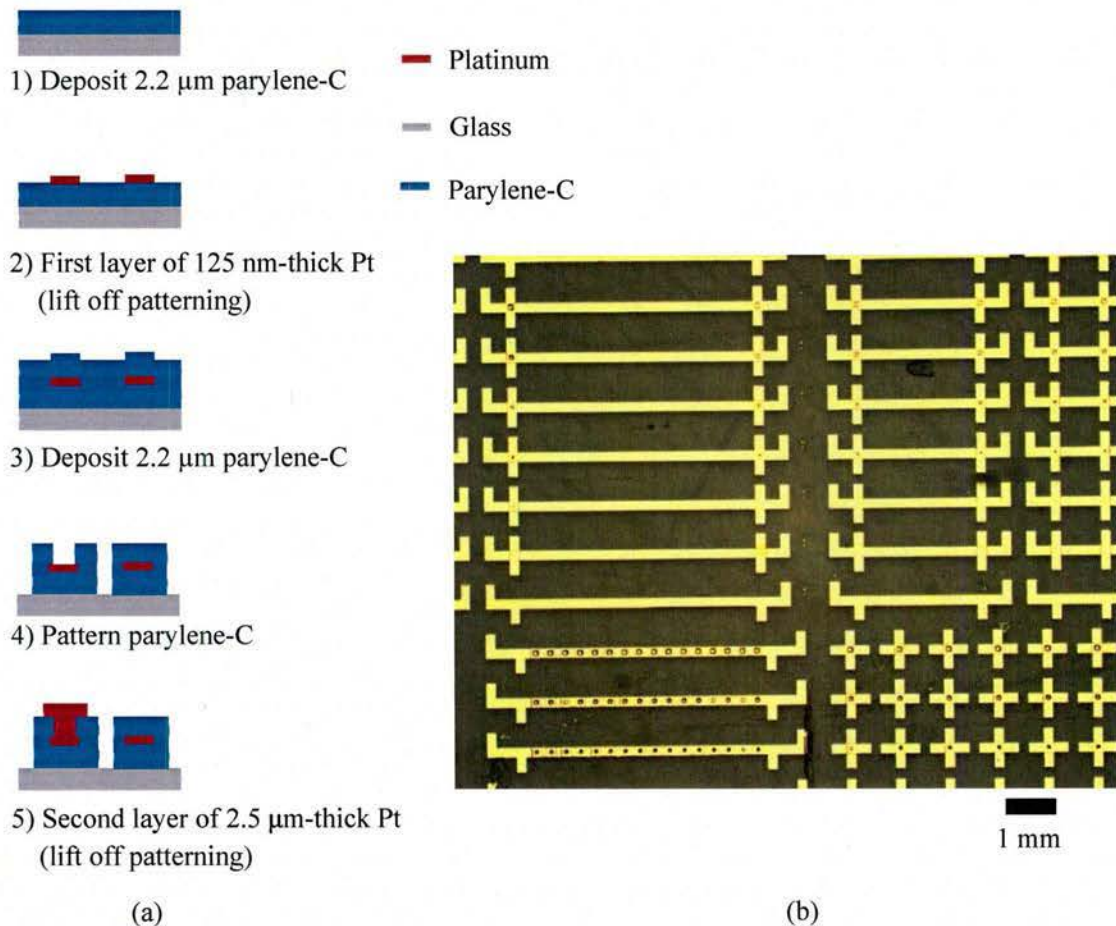 1) Deposit 2.2 µm parylene-C
2) First layer of 125 nm-thick Pt
(lift off patterning)
3) Deposit 2.2 µm parylene-C
4) Pattern parylene-C
5) Second layer of 2.5 µm-thick Pt
(lift off patterning)
(a)
Platinum
Glass
Parylene-C
1 mm
(b)